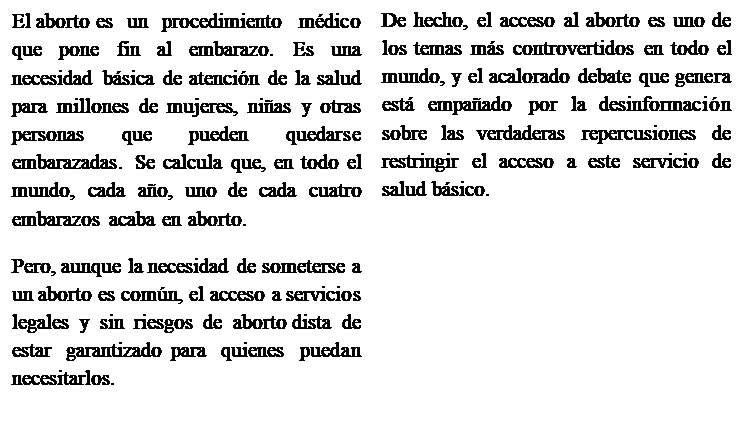 El aborto es un procedimiento médico
que pone fin al embarazo. Es una
necesidad básica de atención de la salud
para millones de mujeres, niñas y otras
personas que pueden quedarse
embarazadas. Se calcula que, en todo el
mundo, cada año, uno de cada cuatro
embarazos acaba en aborto.
Pero, aunque la necesidad de someterse a
un aborto es común, el acceso a servicios
legales y sin riesgos de aborto dista de
estar garantizado para quienes puedan
necesitarlos.
De hecho, el acceso al aborto es uno de
los temas más controvertidos en todo el
mundo, y el acalorado debate que genera
está empañado por la desinformación
sobre las verdaderas repercusiones de
restringir el acceso a este servicio de
salud básico.